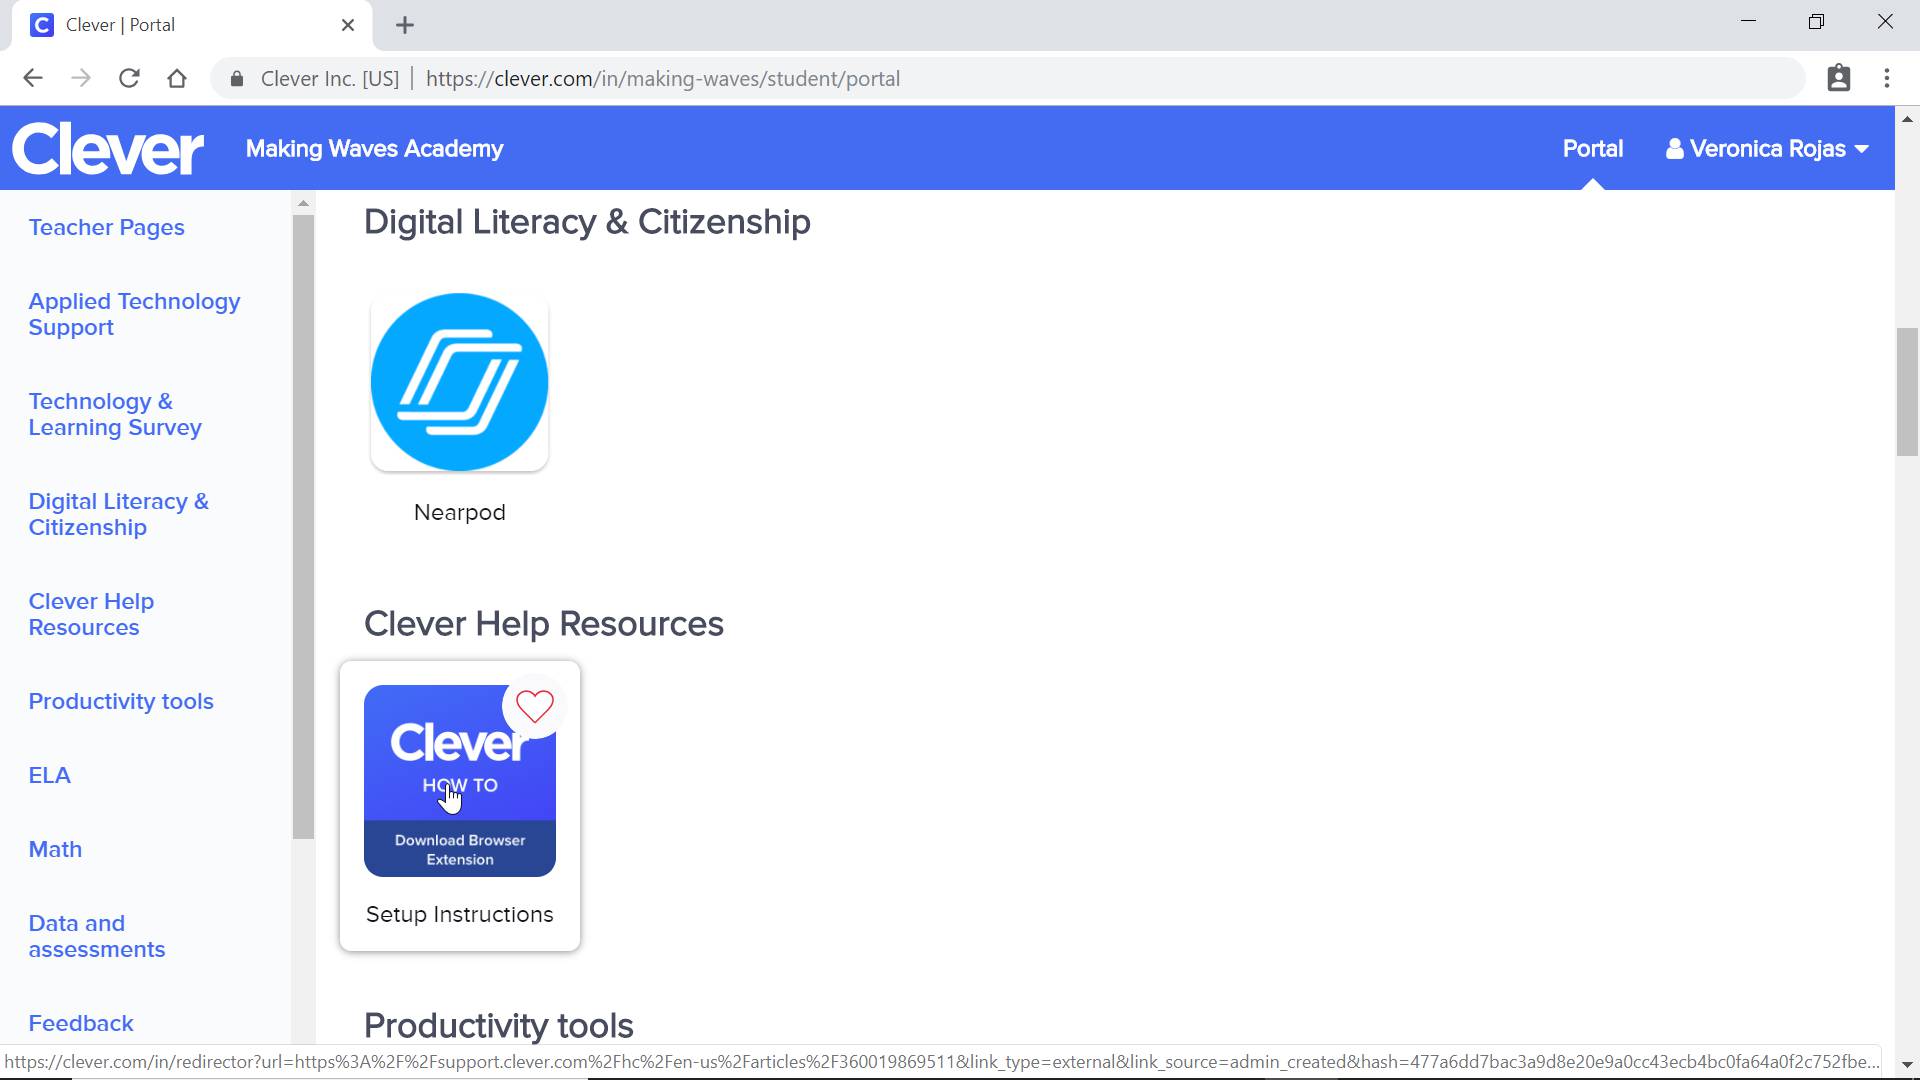 Clever | Portal
Clever Inc. [US] | https://clever.com/in/making-waves/student/portal
Clever
Making Waves Academy
Portal
Veronica Rojas
Teacher Pages
Applied Technology
Support
Technology &
Learning Survey
Digital Literacy &
Citizenship
Clever Help
Resources
Productivity tools
ELA
Math
Data and
assessments
Feedback
Digital Literacy & Citizenship
Nearpod
Clever Help Resources
Clever
HOW TO
Download Browser
Extension
Setup Instructions
Productivity tools
https://clever.com/in/redirector?url=https%3A%2F%2Fsupport.clever.com%2Fhc%2Fen-us%2Farticles%2F360019869511&link_type=external&link_source=admin_created&hash=477a6dd7bac3a9d8e20e9a0cc43ecb4bc0fa64a0f2c752fbe...